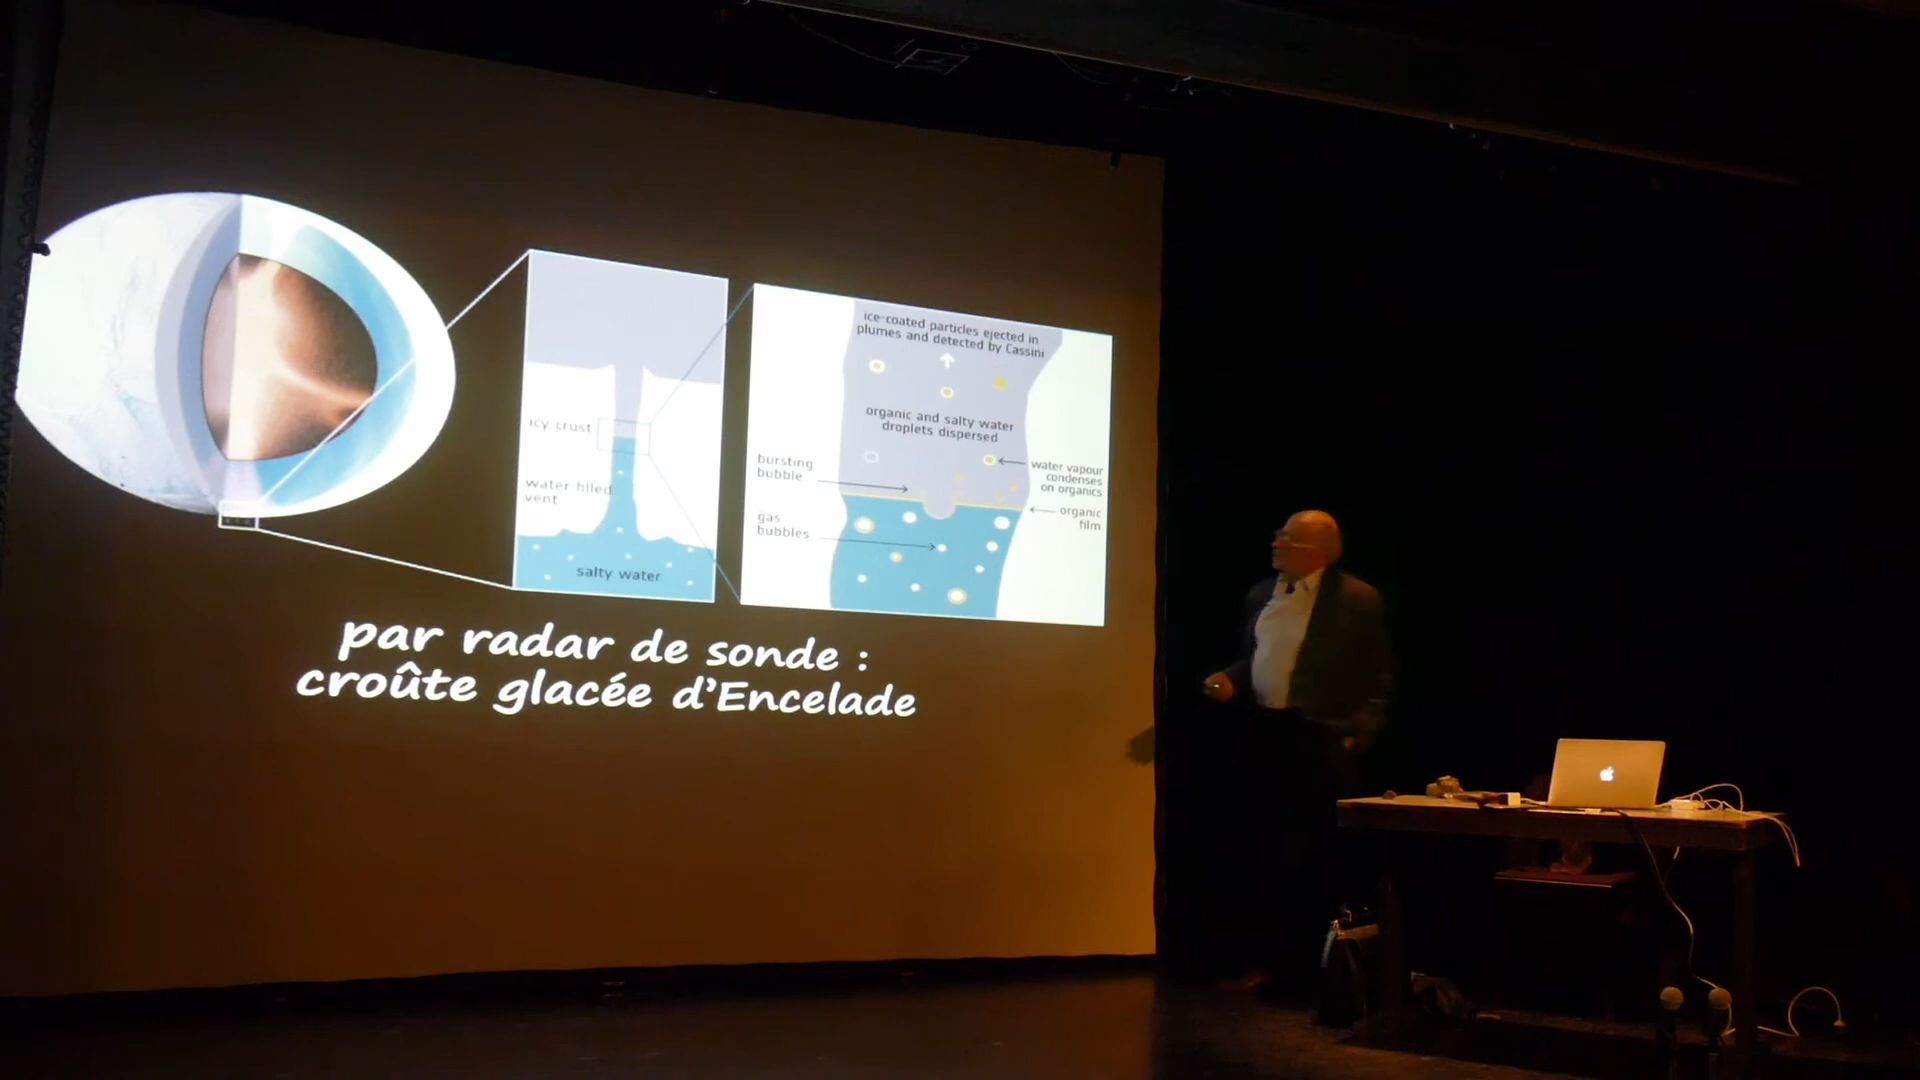 icy crust
water filled
vent
salty water
ice-coated particles ejected in
plumes and detected by Cassini
organic and salty water
droplets dispersed
bursting
bubble
water vapour
condenses
on organics
gas
bubbles
organic
film
par radar de sonde :
croûte glacée d’Encelade